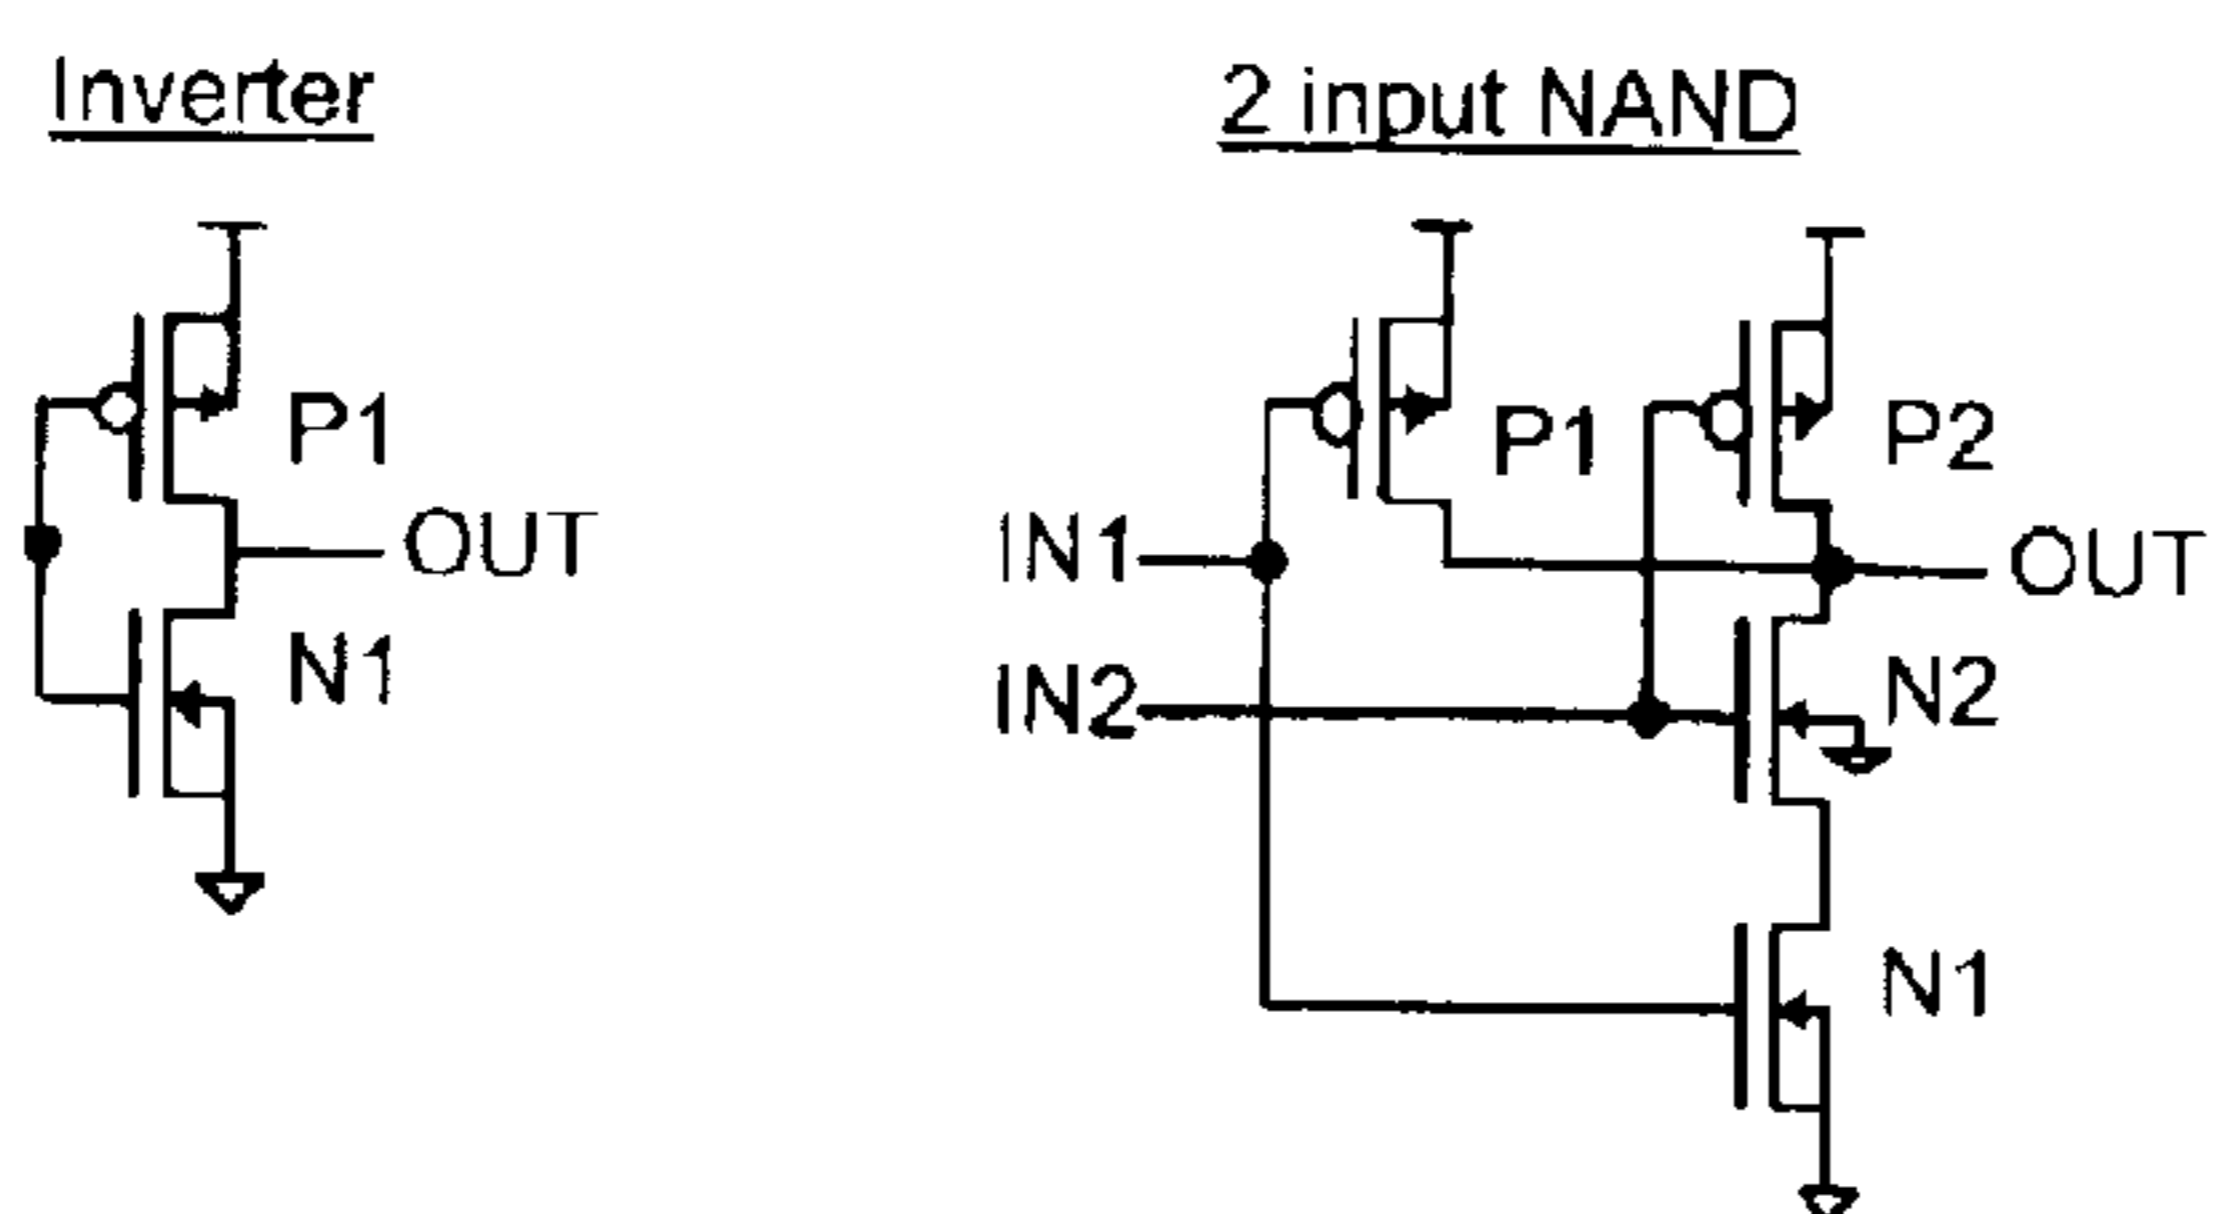 Inverter
P1
OUT
N1
2 input NAND
P1
P2
IN1
OUT
IN2
N2
N1